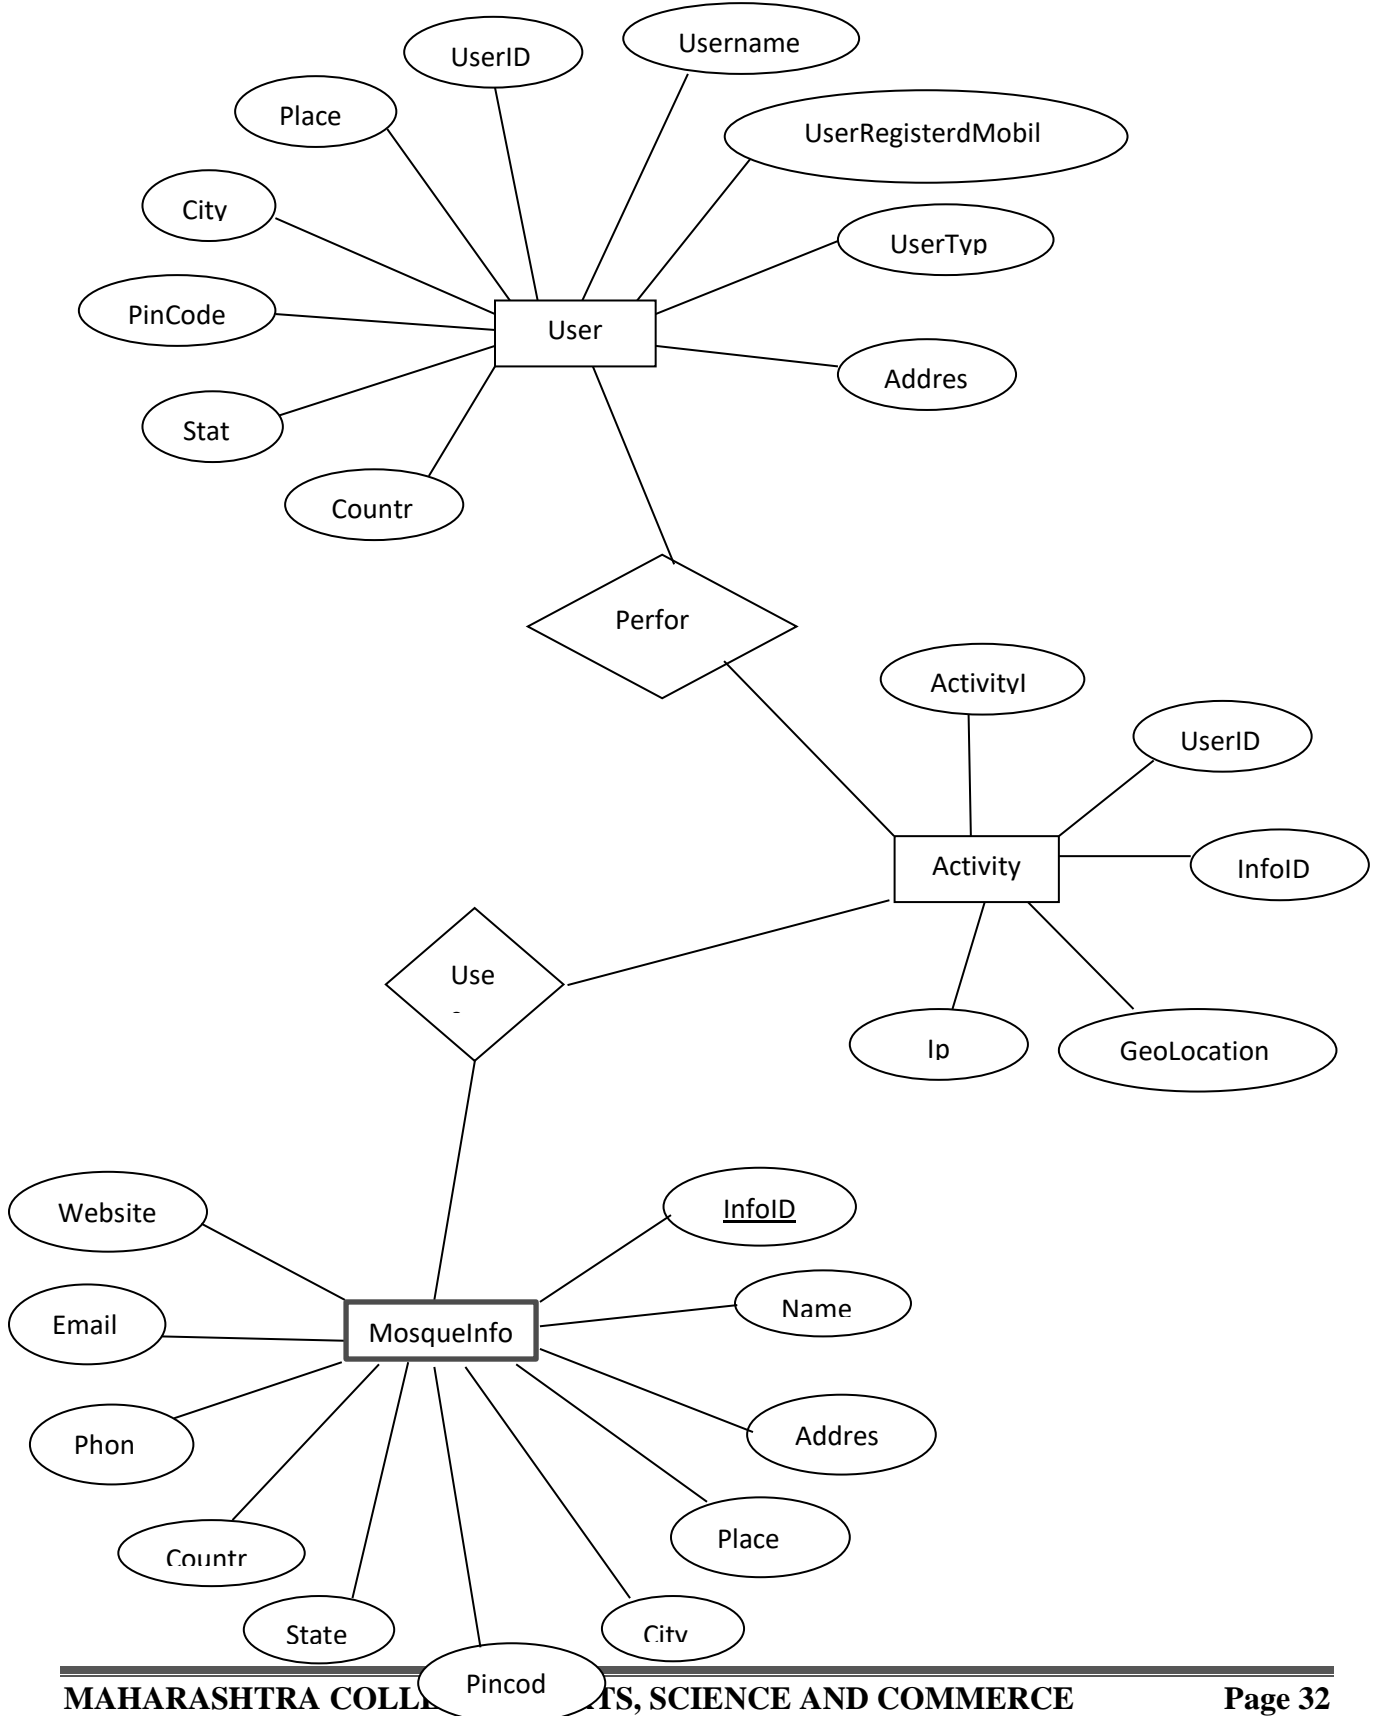 UserID
Username
Place
UserRegisterdMobil
City
UserTyp
PinCode
User
Addres
Stat
Countr
Perfor
ActivityI
UserID
Activity
InfoID
Use
Ip
GeoLocation
Website
InfoID
Name
Email
MosqueInfo
Phon
Addres
Place
Countr
State
City
Pincod
MAHARASHTRA COLL TS, SCIENCE AND COMMERCE Page 32